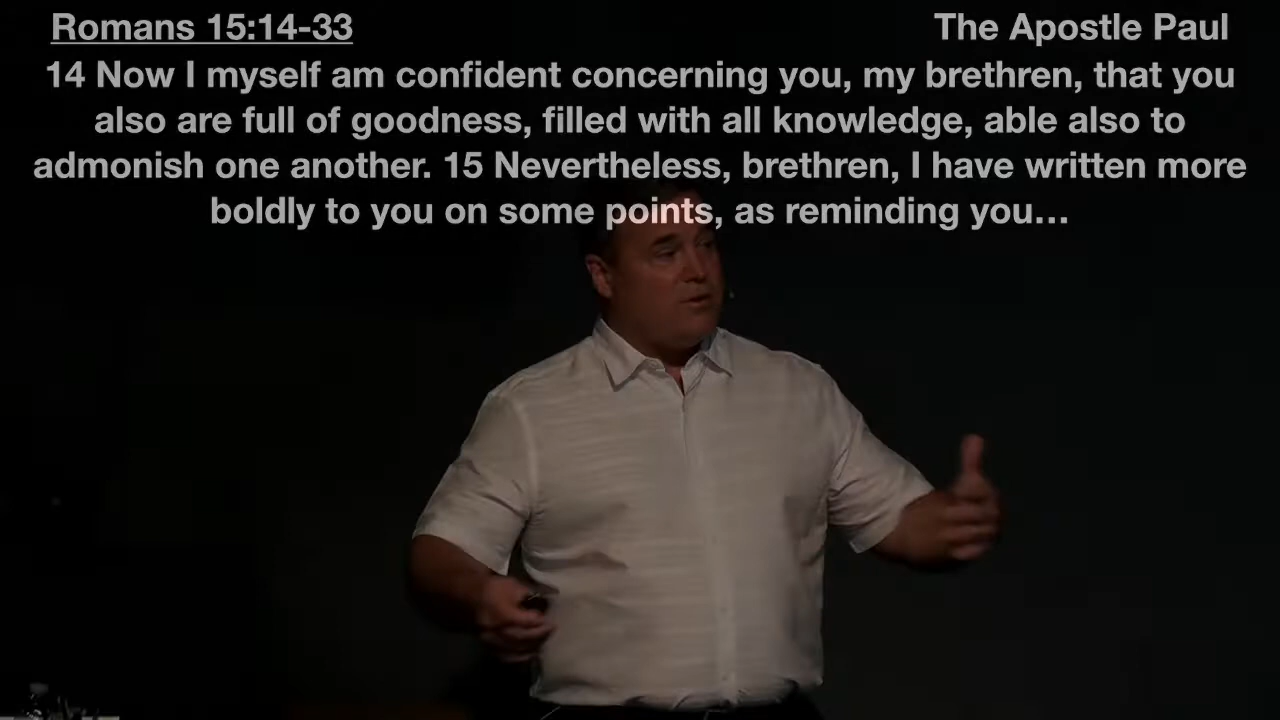 Romans 15:14-33 The Apostle Paul
14 Now I myself am confident concerning you, my brethren, that you
also are full of goodness, filled with all knowledge, able also to
admonish one another. 15 Nevertheless, brethren, I have written more
boldly to you on some points, as reminding you…